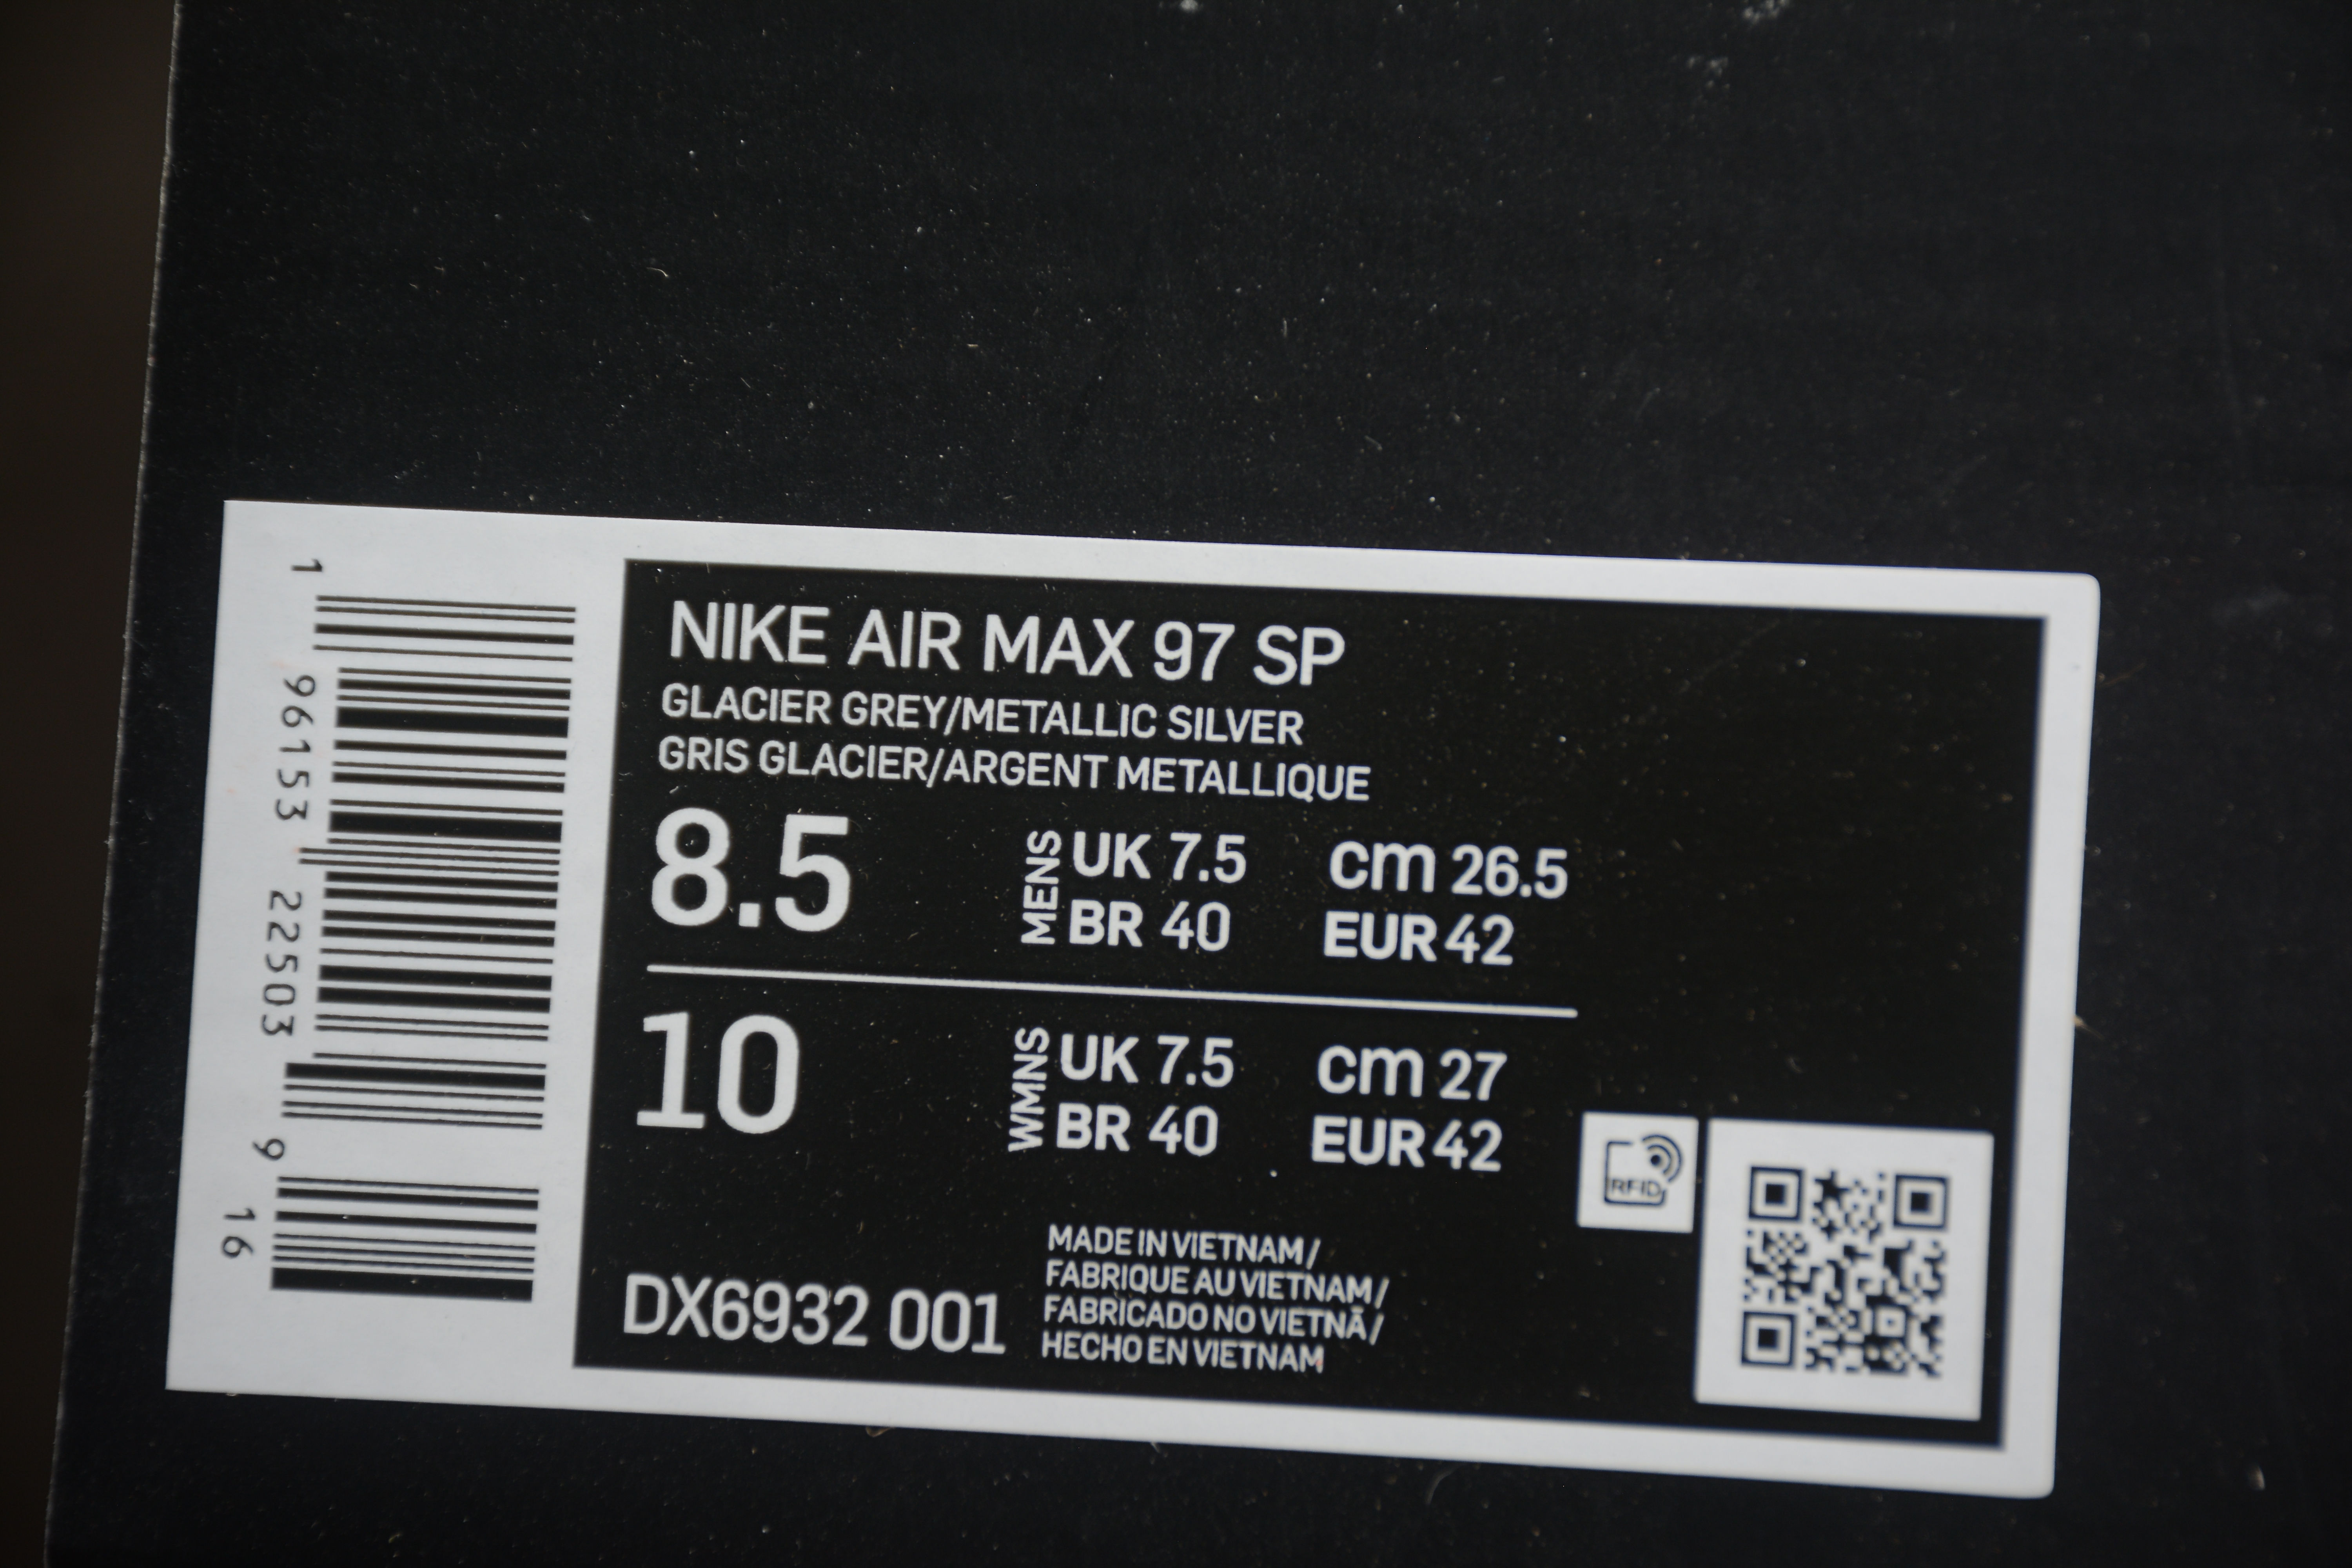 NIKE AIR MAX 97 SP
GLACIER GREY/METALLIC SILVER
GRIS GLACIER/ARGENT METALLIQUE
8.5
MENS
UK 7.5 cm 26.5
BR 40 EUR 42
10
WMNS
UK 7.5 cm 27
BR 40 EUR 42
RFID
DX6932 001
MADE IN VIETNAM/
FABRIQUE AU VIETNAM/
FABRICADO NO VIETNÃ/
HECHO EN VIETNAM
1 96153 22503 9 16